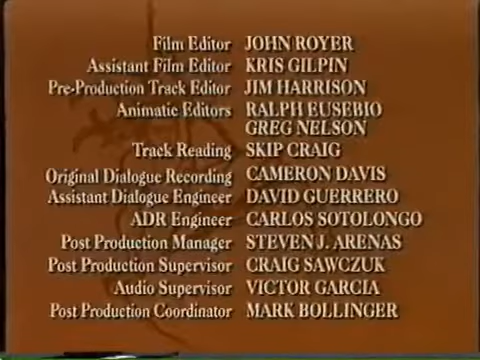 Film Editor JOHN ROYER
Assistant Film Editor KRIS GILPIN
Pre-Production Track Editor JIM HARRISON
Animatic Editors RALPH EUSEBIO
GREG NELSON
Track Reading SKIP CRAIG
Original Dialogue Recording CAMERON DAVIS
Assistant Dialogue Engineer DAVID GUERRERO
ADR Engineer CARLOS SOTOLONGO
Post Production Manager STEVEN J. ARENAS
Post Production Supervisor CRAIG SAWCZUK
Audio Supervisor VICTOR GARCIA
Post Production Coordinator MARK BOLLINGER